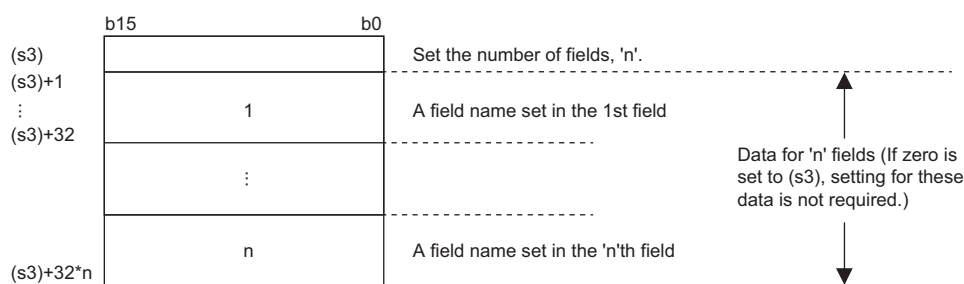 b15 b0
(s3) Set the number of fields, 'n'.
(s3)+1
⋮ 1 A field name set in the 1st field
(s3)+32
⋮
Data for 'n' fields (If zero is
set to (s3), setting for these
data is not required.)
n A field name set in the 'n'th field
(s3)+32*n